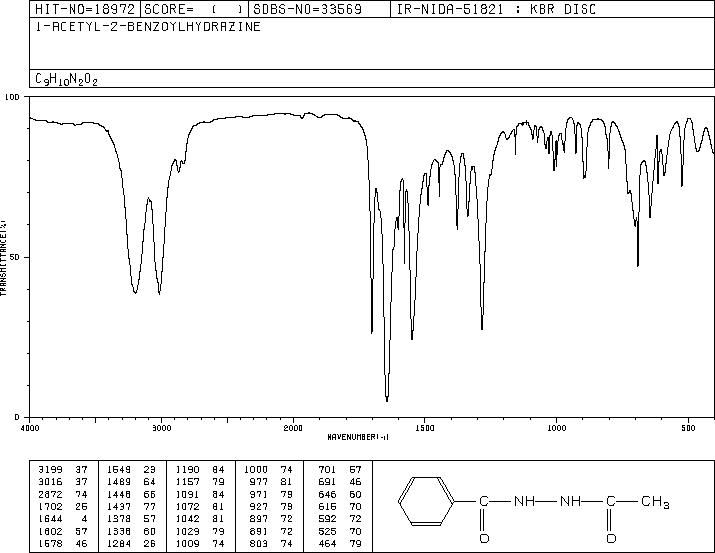 HIT-NO=18972 SCORE= ( ) SDBS-NO=33569 IR-NIDA-51821 : KBR DISC
1-ACETYL-2-BENZOYLHYDRAZINE
C9H10N2O2
100
50
0
TRANSMITTANCE(%)
4000 3000 2000 1500 1000 500
WAVENUMBER(-1)
3199 37 1549 23 1190 84 1000 74 701 57
3016 37 1489 64 1157 79 977 81 691 46
2872 74 1448 66 1091 84 971 79 646 60
1702 25 1437 77 1072 81 927 79 615 70
1644 4 1378 57 1042 81 897 72 592 72
1602 57 1338 60 1029 79 891 72 525 70
1578 46 1284 26 1009 74 803 74 464 79
C NH NH C CH3
O O